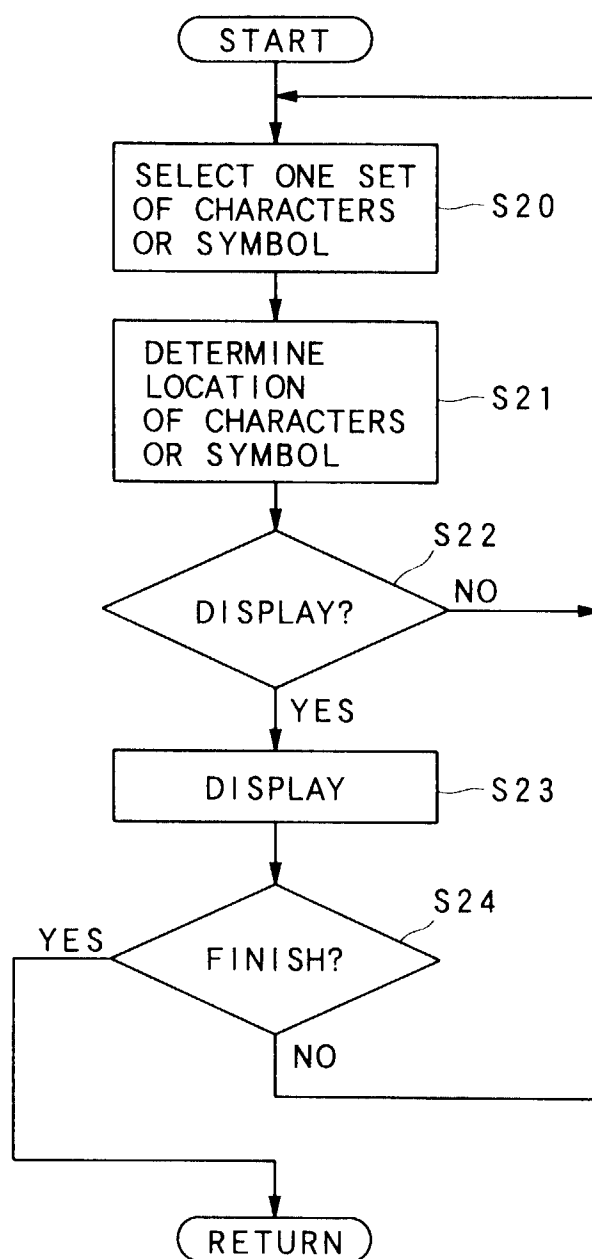 START
SELECT ONE SET
OF CHARACTERS
OR SYMBOL
S20
DETERMINE
LOCATION
OF CHARACTERS
OR SYMBOL
S21
S22
DISPLAY?
NO
YES
DISPLAY
S23
S24
YES
FINISH?
NO
RETURN